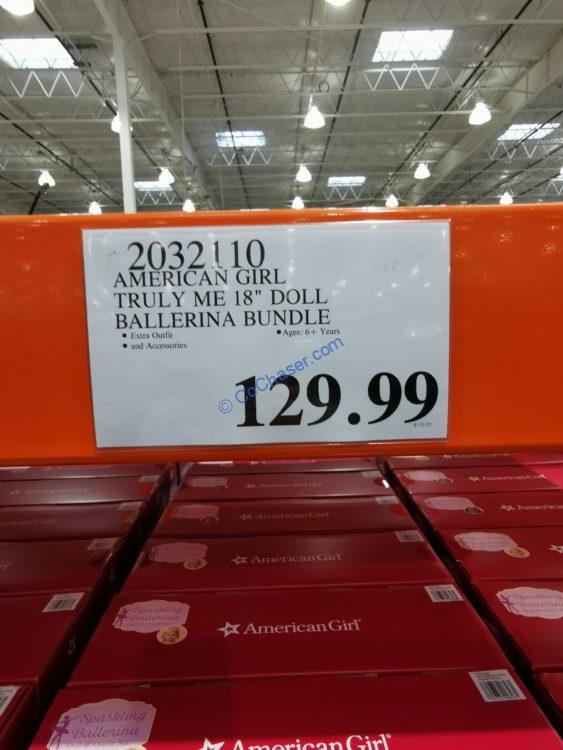 2032110
AMERICAN GIRL
TRULY ME 18" DOLL
BALLERINA BUNDLE
• Extra Outfit • Ages: 6+ Years
• and Accessories
© CoChaser.com
129.99
AmericanGirl
AmericanGirl
AmericanGirl
AmericanGirl
Sparkling
Ballerina
AmericanGirl
Sparkling
Ballerina
Sparkling
Ballerina
AmericanGirl